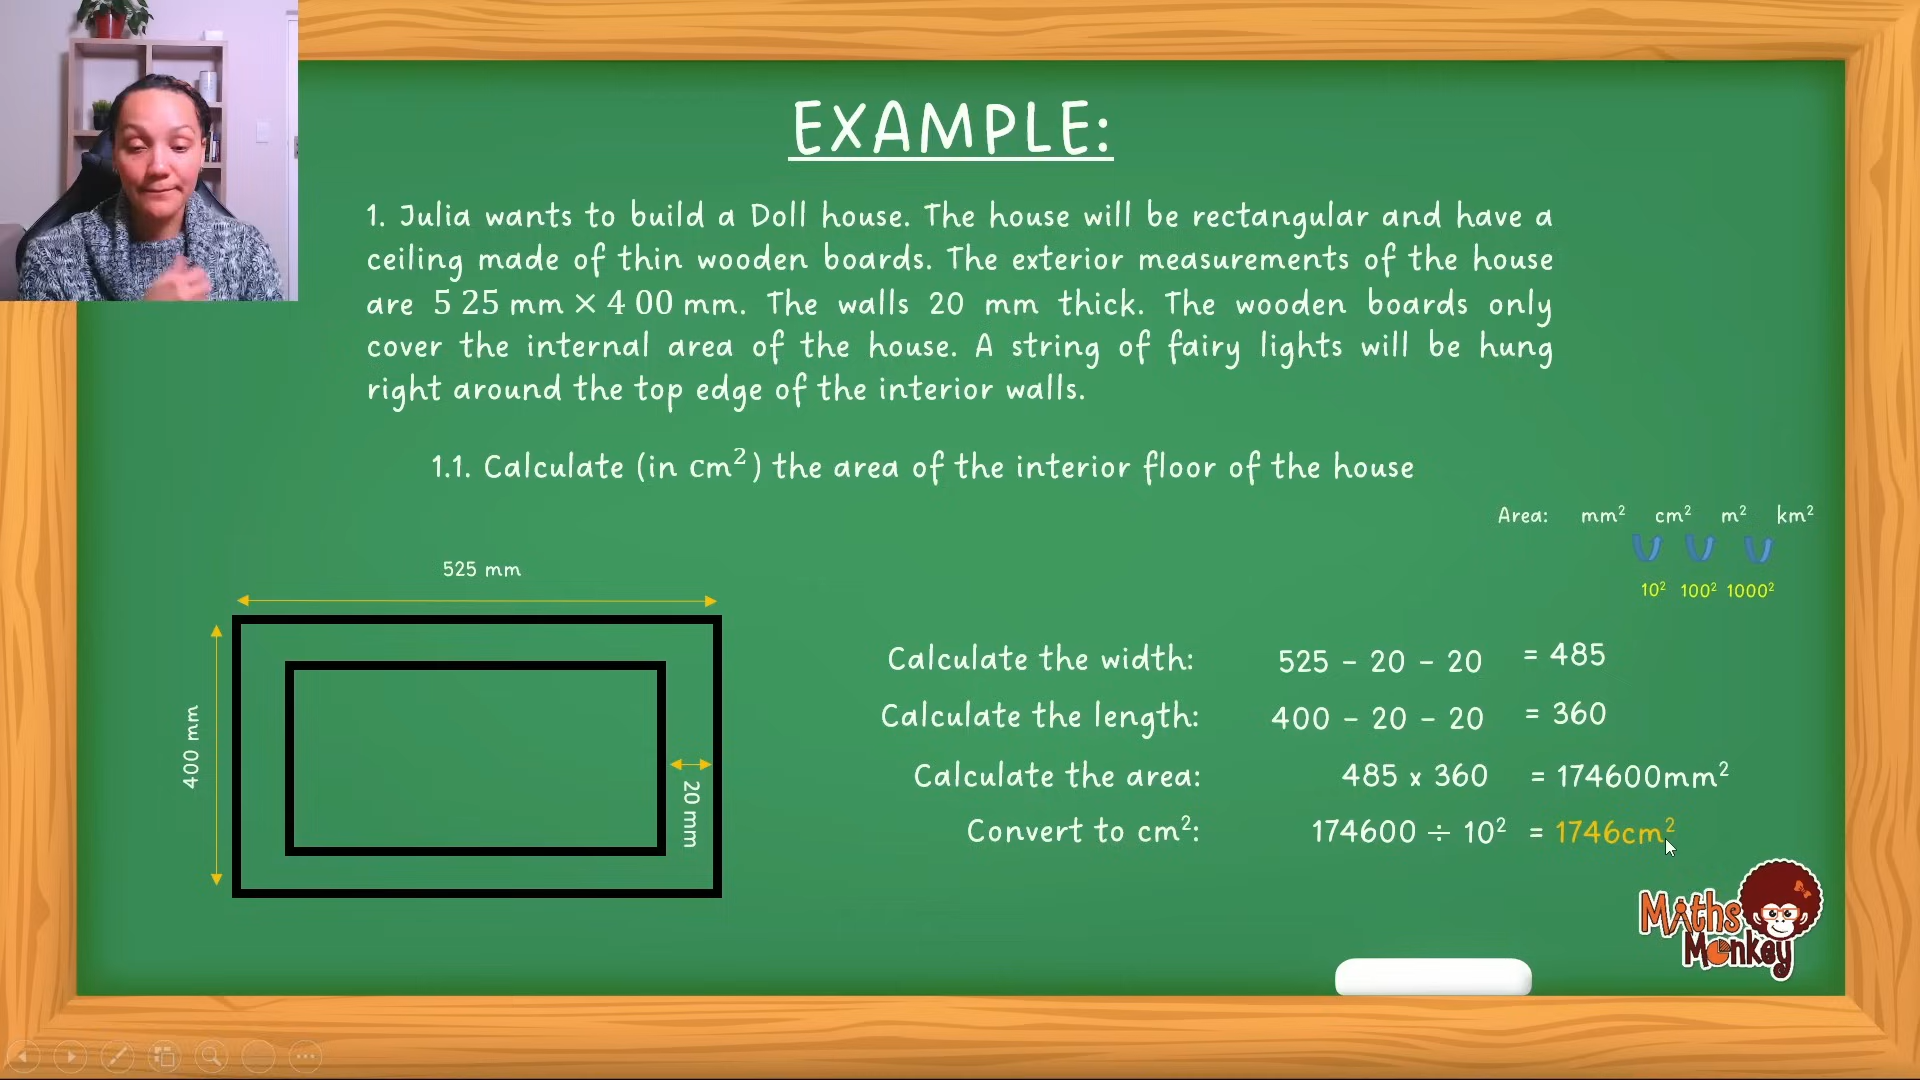 EXAMPLE:
1. Julia wants to build a Doll house. The house will be rectangular and have a
ceiling made of thin wooden boards. The exterior measurements of the house
are 5 25 mm × 4 00 mm. The walls 20 mm thick. The wooden boards only
cover the internal area of the house. A string of fairy lights will be hung
right around the top edge of the interior walls.
1.1. Calculate (in cm²) the area of the interior floor of the house
Area: mm² cm² m² km²
10² 100² 1000²
525 mm
400 mm
20 mm
Calculate the width: 525 - 20 - 20 = 485
Calculate the length: 400 - 20 - 20 = 360
Calculate the area: 485 x 360 = 174600mm²
Convert to cm²: 174600 ÷ 10² = 1746cm²
Maths
Monkey